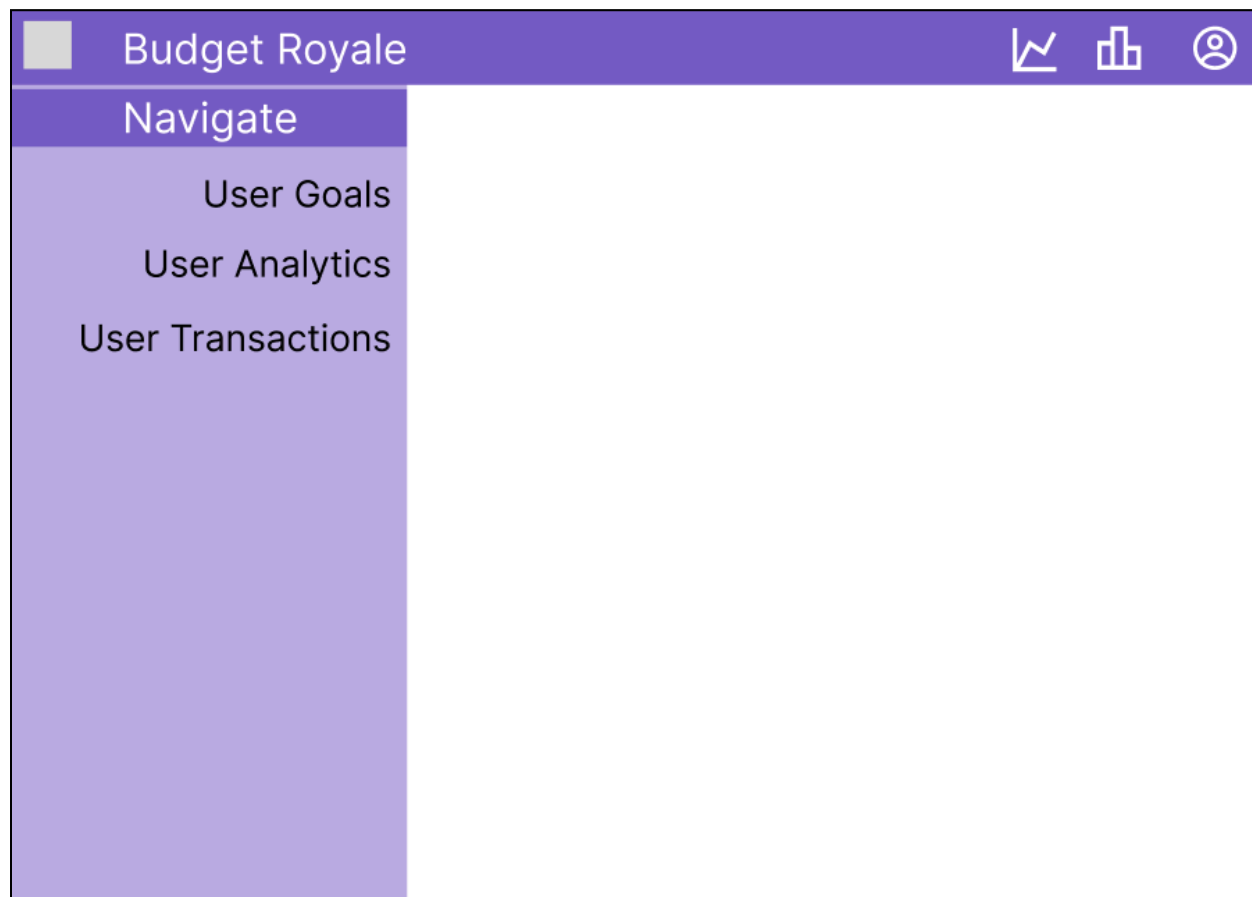 Budget Royale
Navigate
User Goals
User Analytics
User Transactions